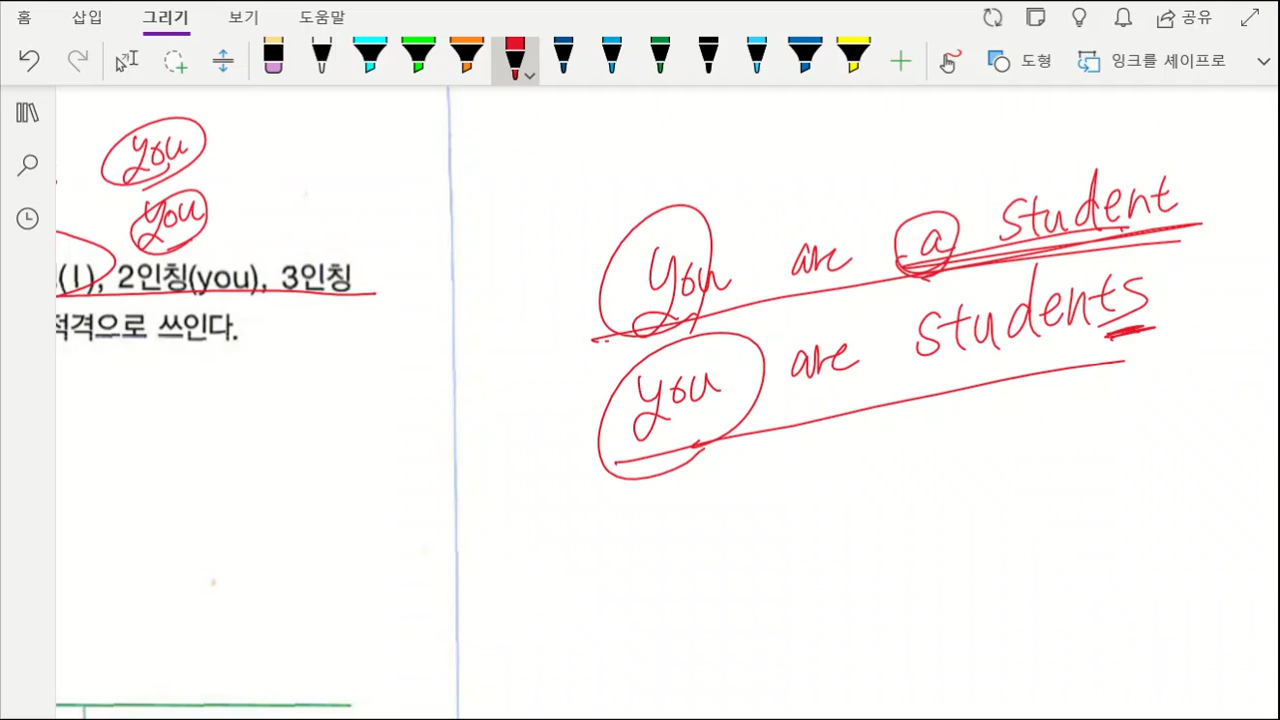 홈 삽입 그리기 보기 도움말
공유
도형
잉크를 셰이프로
you
you
(I), 2인칭(you), 3인칭
적격으로 쓰인다.
You are a student
you are students